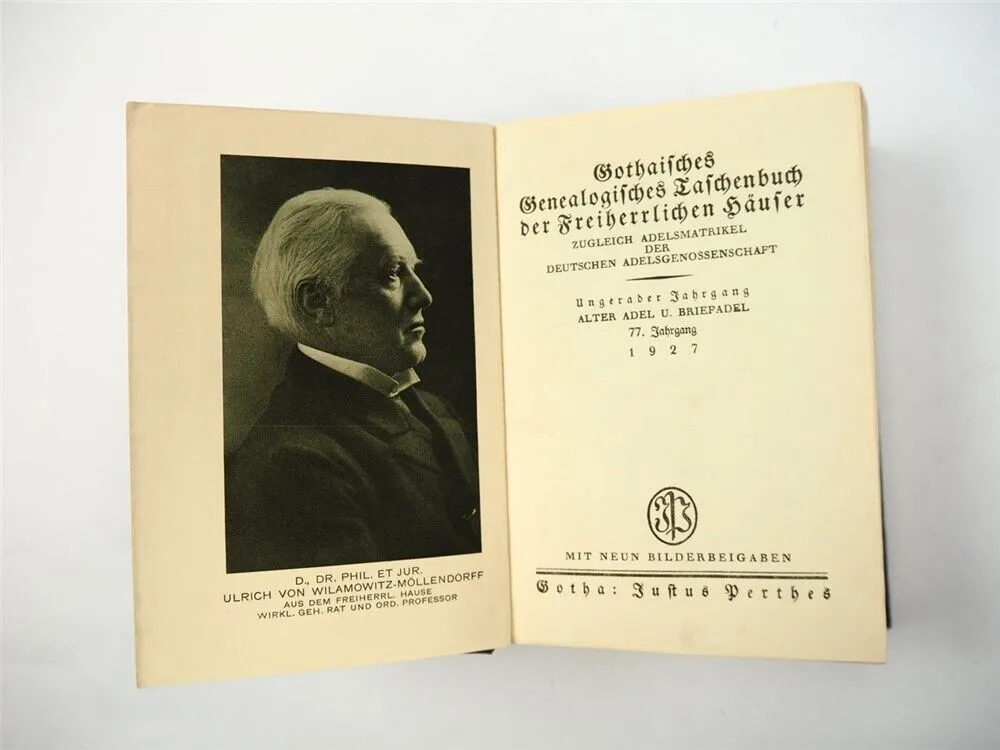 D., DR. PHIL. ET JUR.
ULRICH VON WILAMOWITZ-MÖLLENDORFF
AUS DEM FREIHERRL. HAUSE
WIRKL. GEH. RAT UND ORD. PROFESSOR
Gothaisches
Genealogisches Taschenbuch
der Freiherrlichen Häuser
ZUGLEICH ADELSMATRIKEL
DER
DEUTSCHEN ADELSGENOSSENSCHAFT
Ungerader Jahrgang
ALTER ADEL U. BRIEFADEL
77. Jahrgang
1927
JP
MIT NEUN BILDERBEIGABEN
Gotha: Justus Perthes